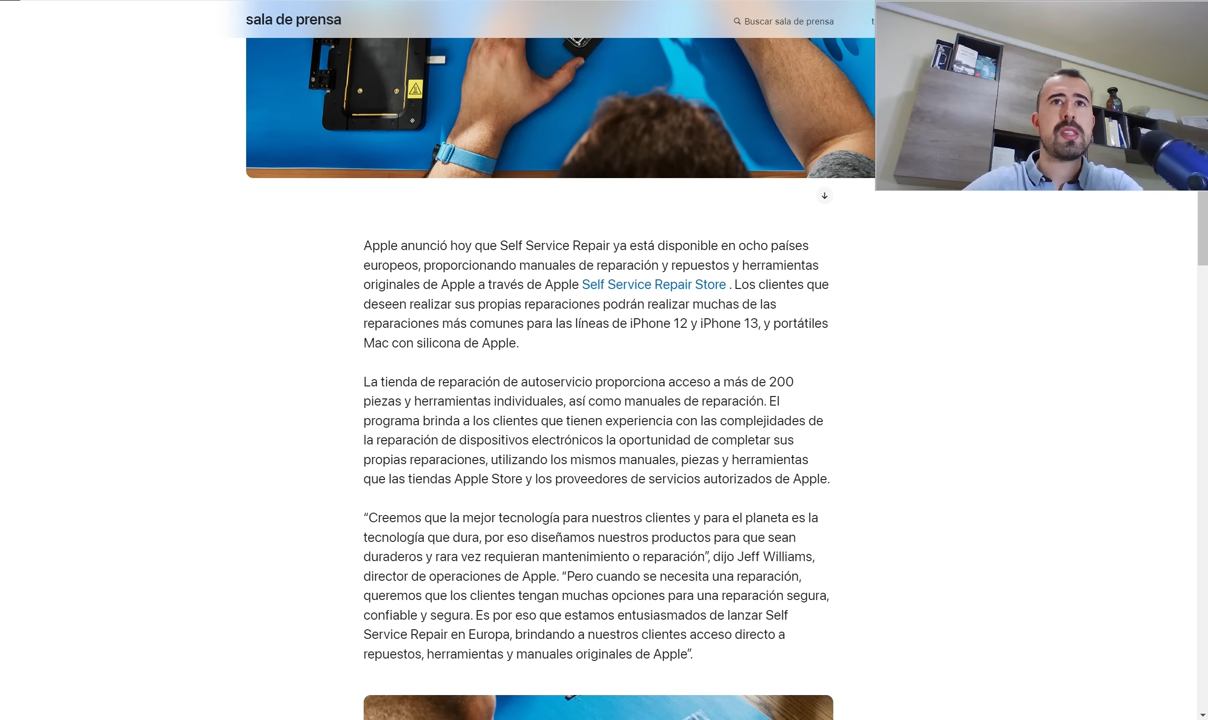 sala de prensa
Buscar sala de prensa
t
Apple anunció hoy que Self Service Repair ya está disponible en ocho países
europeos, proporcionando manuales de reparación y repuestos y herramientas
originales de Apple a través de Apple Self Service Repair Store . Los clientes que
deseen realizar sus propias reparaciones podrán realizar muchas de las
reparaciones más comunes para las líneas de iPhone 12 y iPhone 13, y portátiles
Mac con silicona de Apple.
La tienda de reparación de autoservicio proporciona acceso a más de 200
piezas y herramientas individuales, así como manuales de reparación. El
programa brinda a los clientes que tienen experiencia con las complejidades de
la reparación de dispositivos electrónicos la oportunidad de completar sus
propias reparaciones, utilizando los mismos manuales, piezas y herramientas
que las tiendas Apple Store y los proveedores de servicios autorizados de Apple.
“Creemos que la mejor tecnología para nuestros clientes y para el planeta es la
tecnología que dura, por eso diseñamos nuestros productos para que sean
duraderos y rara vez requieran mantenimiento o reparación”, dijo Jeff Williams,
director de operaciones de Apple. “Pero cuando se necesita una reparación,
queremos que los clientes tengan muchas opciones para una reparación segura,
confiable y segura. Es por eso que estamos entusiasmados de lanzar Self
Service Repair en Europa, brindando a nuestros clientes acceso directo a
repuestos, herramientas y manuales originales de Apple”.